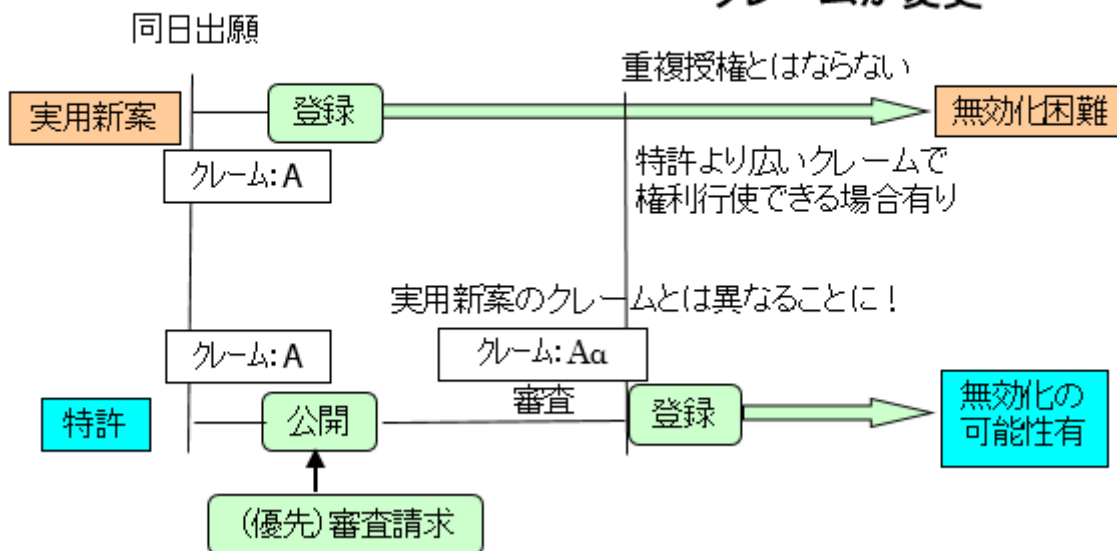 同日出願
重複授権とはならない
実用新案
登録
無効化困難
クレーム:A
特許より広いクレームで
権利行使できる場合有り
実用新案のクレームとは異なることに！
クレーム:A
クレーム:Aα
審査
特許
公開
登録
無効化の
可能性有
(優先)審査請求